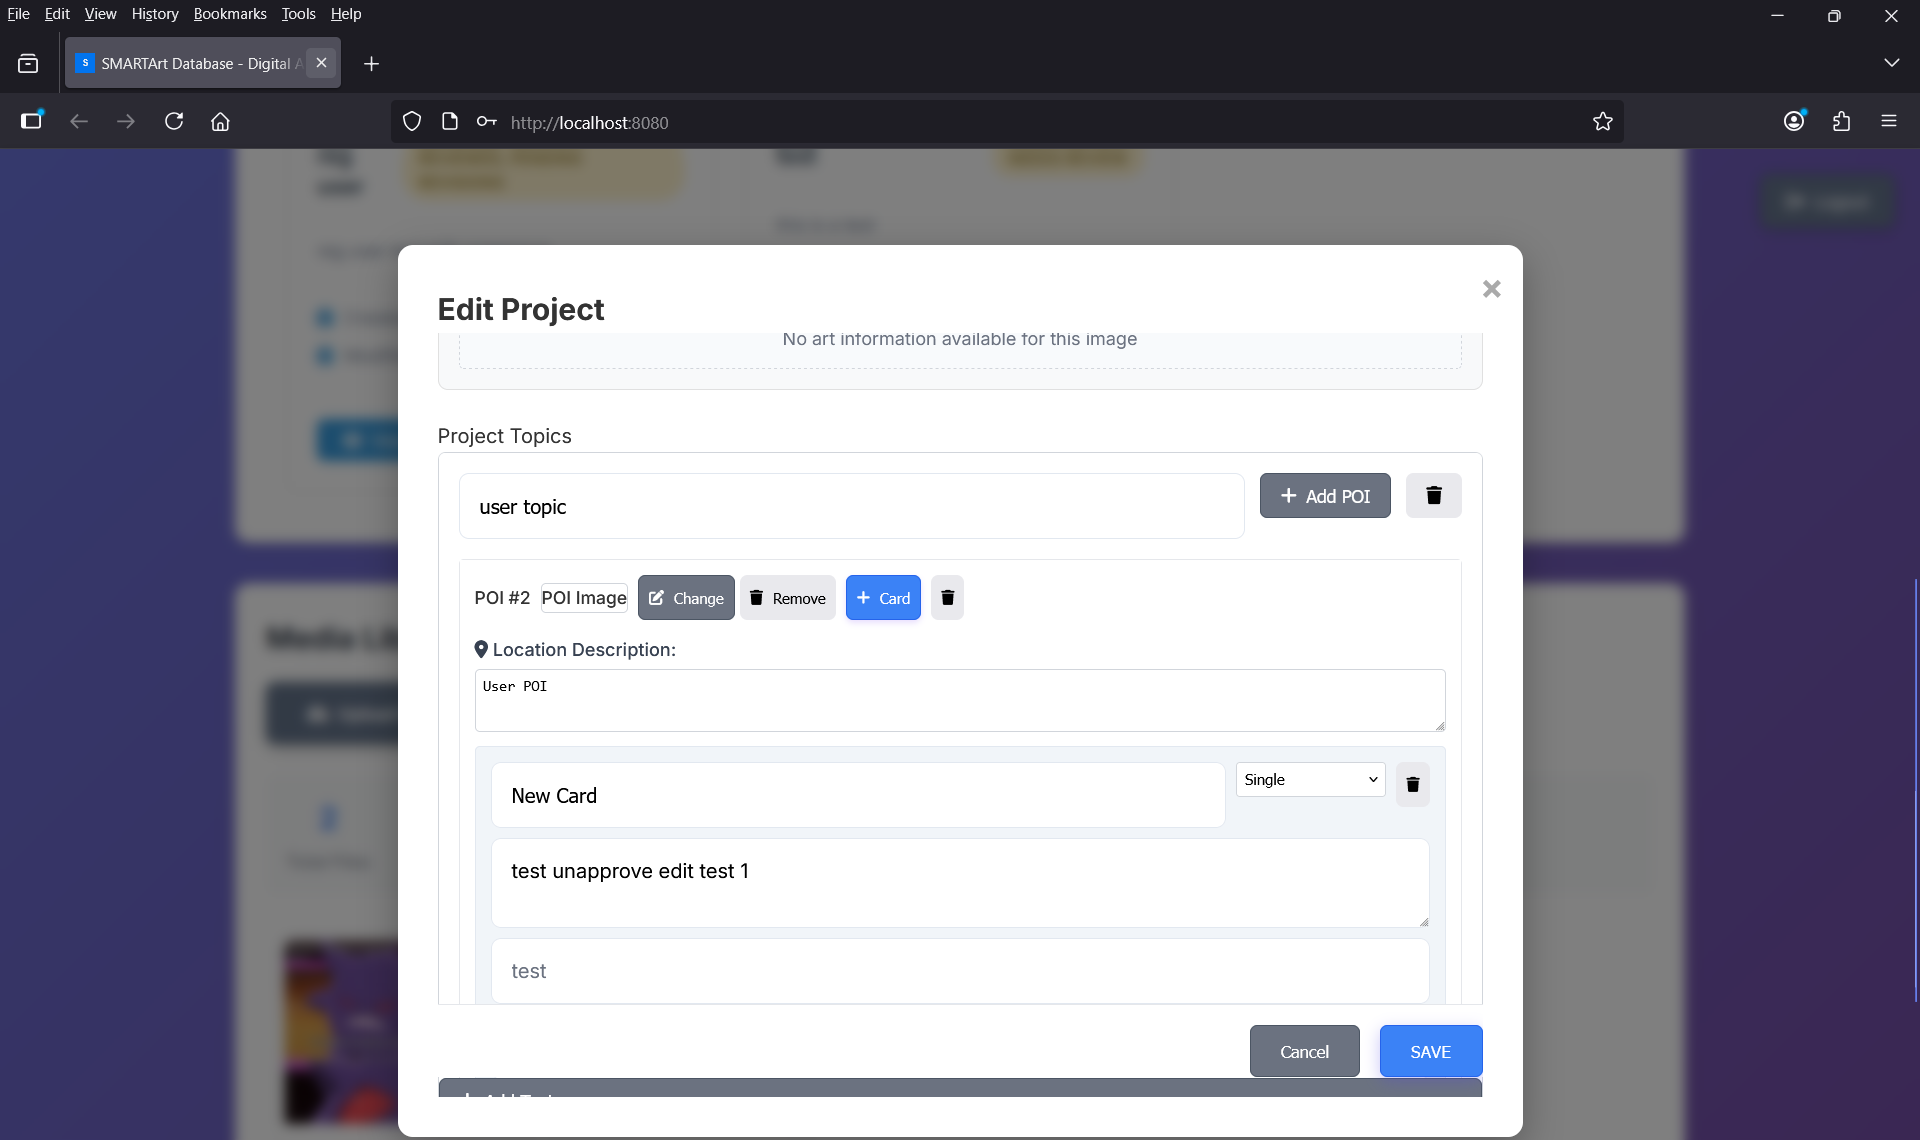 File Edit View History Bookmarks Tools Help
SMARTArt Database - Digital A
http://localhost:8080
Edit Project
No art information available for this image
Project Topics
user topic
Add POI
POI #2 POI Image Change Remove Card
Location Description:
User POI
New Card
Single
test unapprove edit test 1
test
Cancel
SAVE